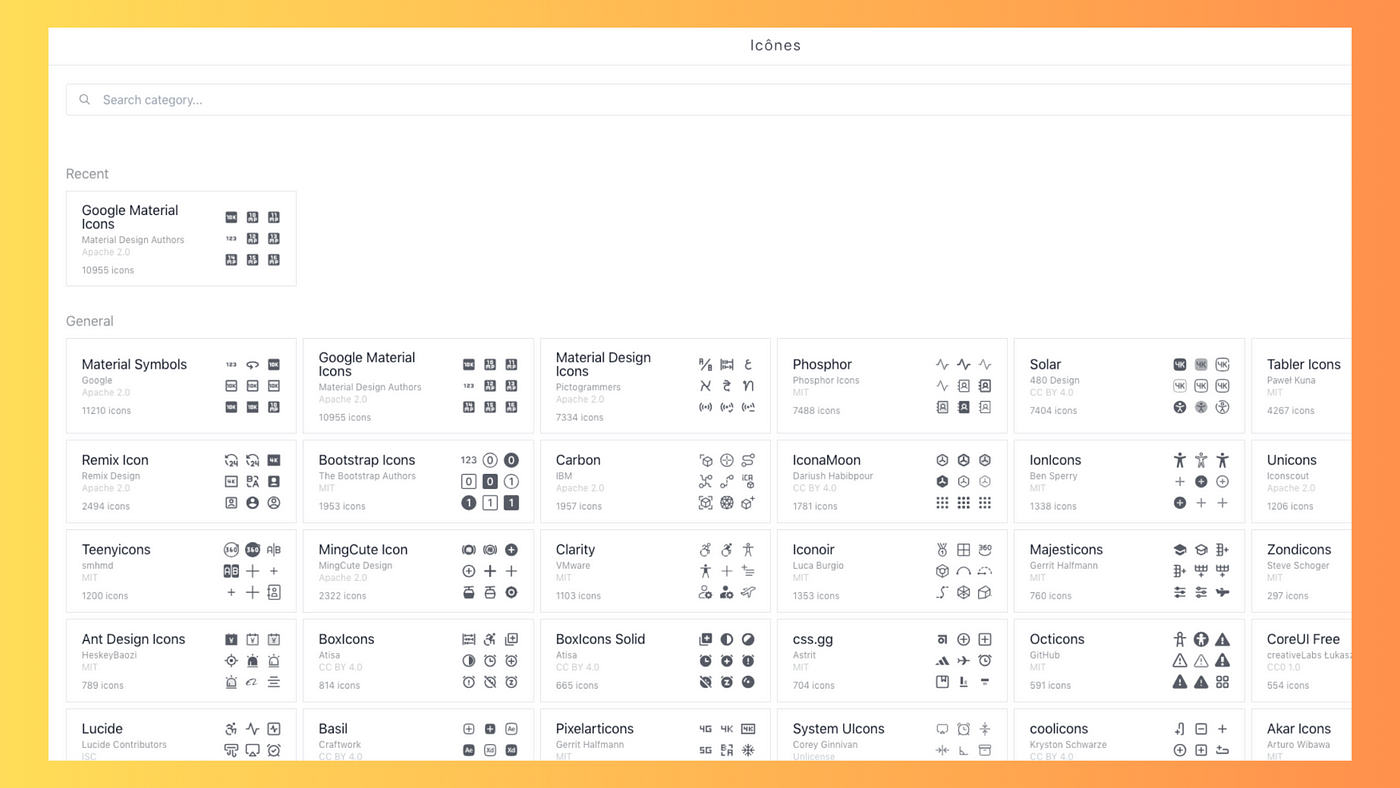 Icônes
Search category...
Recent
Google Material
Icons
Material Design Authors
Apache 2.0
10955 icons
General
Material Symbols
Google
Apache 2.0
11210 icons
Google Material
Icons
Material Design Authors
Apache 2.0
10955 icons
Material Design
Icons
Pictogrammers
Apache 2.0
7334 icons
Phosphor
Phosphor Icons
MIT
7488 icons
Solar
480 Design
CC BY 4.0
7404 icons
Tabler Icons
Paweł Kuna
MIT
4267 icons
Remix Icon
Remix Design
Apache 2.0
2494 icons
Bootstrap Icons
The Bootstrap Authors
MIT
1953 icons
Carbon
IBM
Apache 2.0
1957 icons
IconaMoon
Dariush Habibpour
CC BY 4.0
1781 icons
IonIcons
Ben Sperry
MIT
1338 icons
Unicons
Iconscout
Apache 2.0
1206 icons
Teenyicons
smhmd
MIT
1200 icons
MingCute Icon
MingCute Design
Apache 2.0
2322 icons
Clarity
VMware
MIT
1103 icons
Iconoir
Luca Burgio
MIT
1353 icons
Majesticons
Gerrit Halfmann
MIT
760 icons
Zondicons
Steve Schoger
MIT
297 icons
Ant Design Icons
HeskeyBaozi
MIT
789 icons
BoxIcons
Atisa
CC BY 4.0
814 icons
BoxIcons Solid
Atisa
CC BY 4.0
665 icons
css.gg
Astrit
MIT
704 icons
Octicons
GitHub
MIT
591 icons
CoreUI Free
creativeLabs Łukasz
CC0 1.0
554 icons
Lucide
Lucide Contributors
ISC
Basil
Craftwork
CC BY 4.0
Pixelarticons
Gerrit Halfmann
MIT
System UIcons
Corey Ginnivan
Unlicense
coolicons
Kryston Schwarze
CC BY 4.0
Akar Icons
Arturo Wibawa
MIT